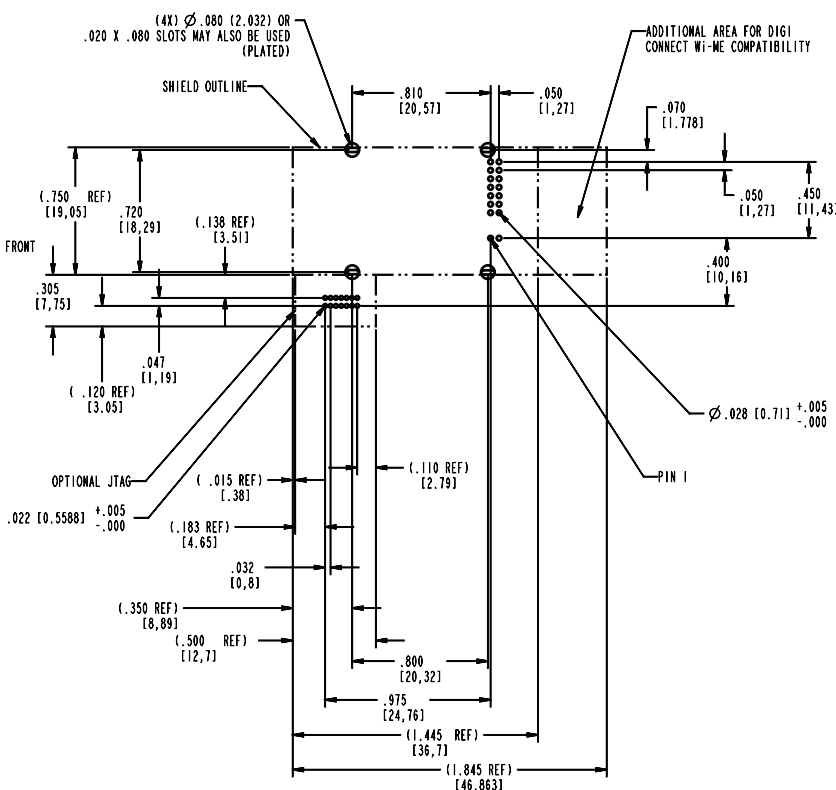 (4X) Ø .080 (2.032) OR
.020 X .080 SLOTS MAY ALSO BE USED
(PLATED)
SHIELD OUTLINE
ADDITIONAL AREA FOR DIGI
CONNECT Wi-ME COMPATIBILITY
.810
[20,57]
.050
[1,27]
.070
[1.778]
(.750 REF)
[19,05]
.720
[18,29]
(.138 REF)
[3.51]
.050
[1,27]
.450
[11,43]
FRONT
.400
[10,16]
.305
[7,75]
.047
[1,19]
( .120 REF)
[3.05]
Ø .028 [0.71] +.005
-.000
OPTIONAL JTAG
( .015 REF)
[.38]
(.110 REF)
[2.79]
PIN 1
.022 [0.5588] +.005
-.000
(.183 REF)
[4.65]
.032
[0,8]
(.350 REF)
[8,89]
(.500 REF)
[12,7]
.800
[20,32]
.975
[24,76]
(1.445 REF)
[36,7]
(1.845 REF)
[46.863]